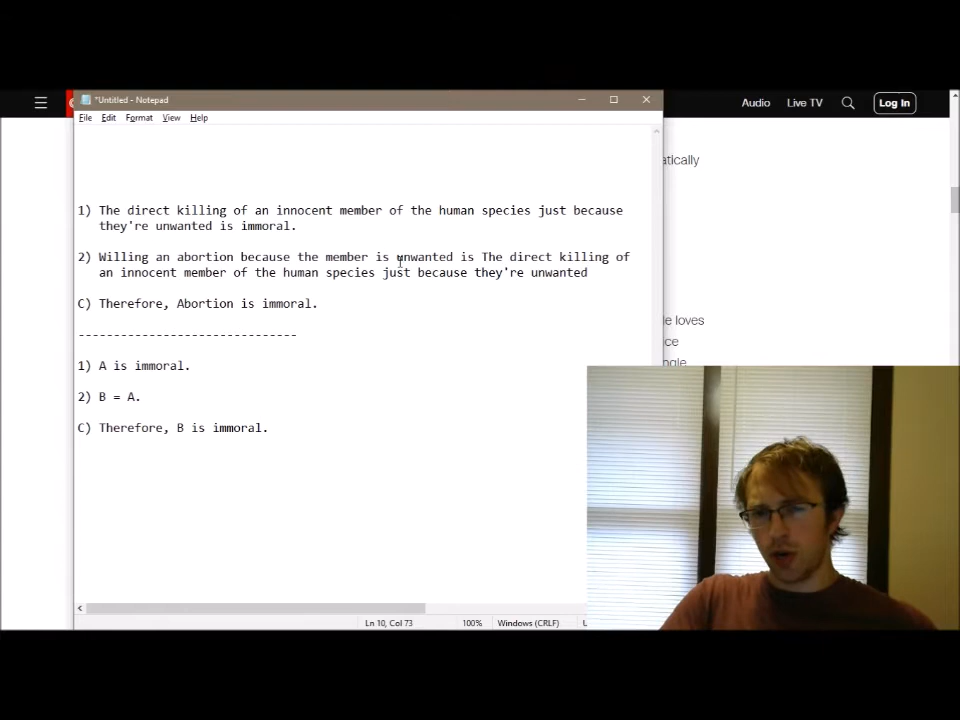 *Untitled - Notepad
Audio Live TV Log In
File Edit Format View Help
atically
1) The direct killing of an innocent member of the human species just because
they're unwanted is immoral.
2) Willing an abortion because the member is unwanted is The direct killing of
an innocent member of the human species just because they're unwanted
C) Therefore, Abortion is immoral.
------------------------------
le loves
ice
ngle
1) A is immoral.
2) B = A.
C) Therefore, B is immoral.
Ln 10, Col 73 100% Windows (CRLF)